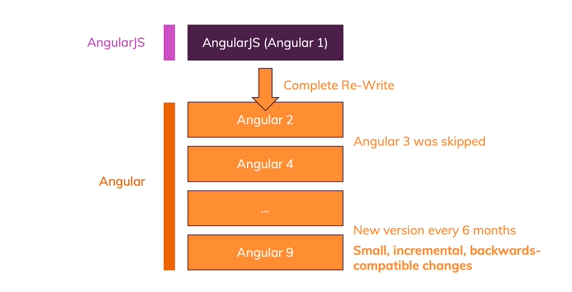 AngularJS
AngularJS (Angular 1)
Complete Re-Write
Angular 2
Angular 3 was skipped
Angular 4
Angular
...
New version every 6 months
Angular 9
Small, incremental, backwards-
compatible changes